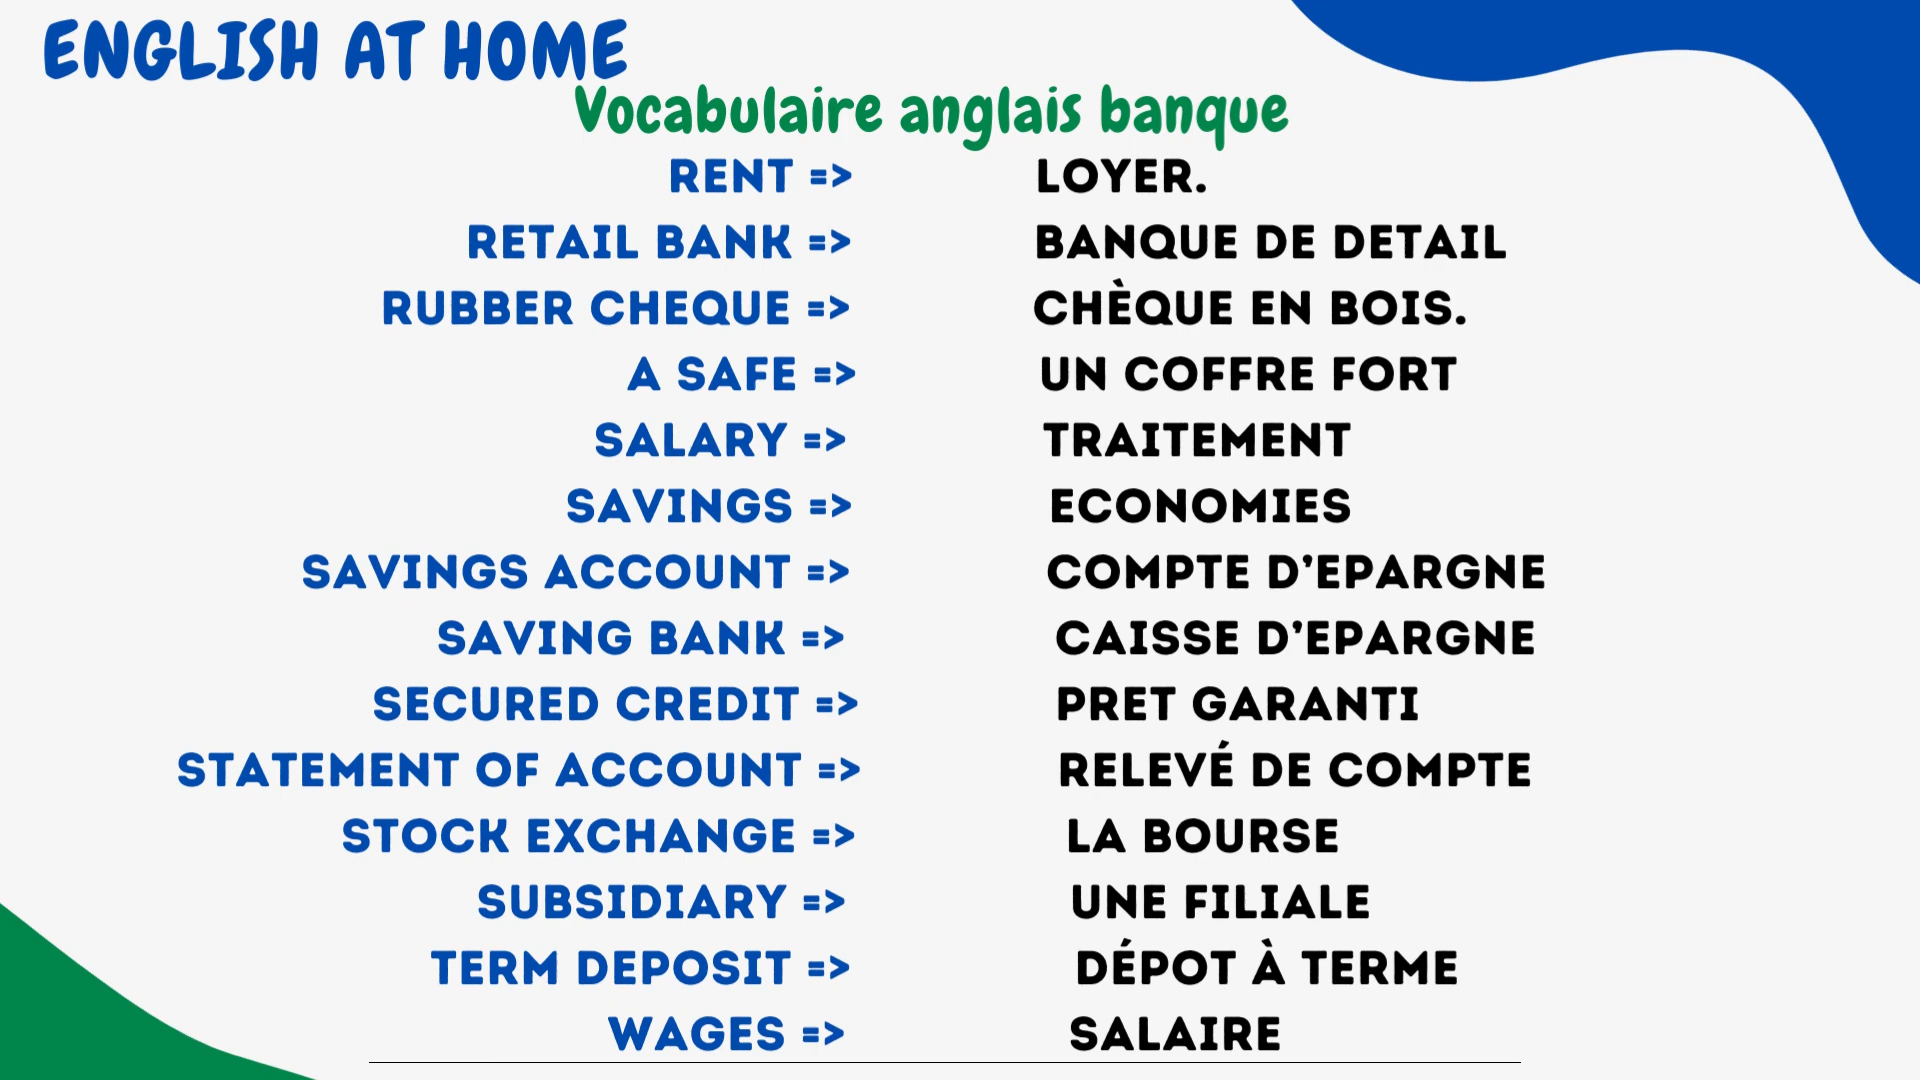 ENGLISH AT HOME
Vocabulaire anglais banque
RENT => LOYER.
RETAIL BANK => BANQUE DE DETAIL
RUBBER CHEQUE => CHÈQUE EN BOIS.
A SAFE => UN COFFRE FORT
SALARY => TRAITEMENT
SAVINGS => ECONOMIES
SAVINGS ACCOUNT => COMPTE D'EPARGNE
SAVING BANK => CAISSE D'EPARGNE
SECURED CREDIT => PRET GARANTI
STATEMENT OF ACCOUNT => RELEVÉ DE COMPTE
STOCK EXCHANGE => LA BOURSE
SUBSIDIARY => UNE FILIALE
TERM DEPOSIT => DÉPOT À TERME
WAGES => SALAIRE